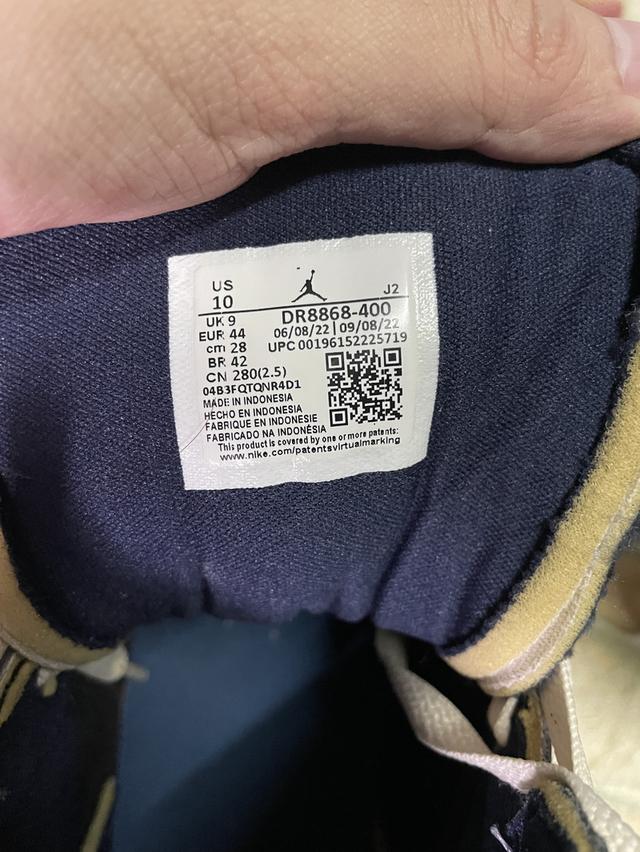 US
10
J2
UK 9
DR8868-400
EUR 44
06/08/22 | 09/08/22
cm 28
UPC 00196152225719
BR 42
CN 280(2.5)
04B3FQTQNR4D1
MADE IN INDONESIA
HECHO EN INDONESIA
FABRIQUE EN INDONESIE
FABRICADO NA INDONÉSIA
This product is covered by one or more patents:
www.nike.com/patentsvirtualmarking